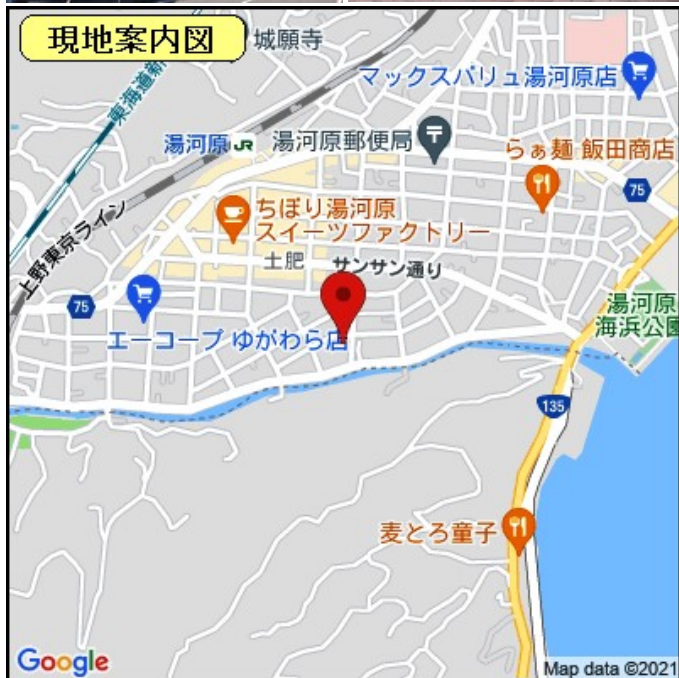 現地案内図
城願寺
東海道新
マックスバリュ湯河原店
湯河原 JR
湯河原郵便局
らぁ麺 飯田商店
75
上野東京ライン
ちぼり湯河原
スイーツファクトリー
土肥
サンサン通り
75
湯河原
海浜公園
エーコープ ゆがわら店
135
麦とろ童子
Google
Map data ©2021